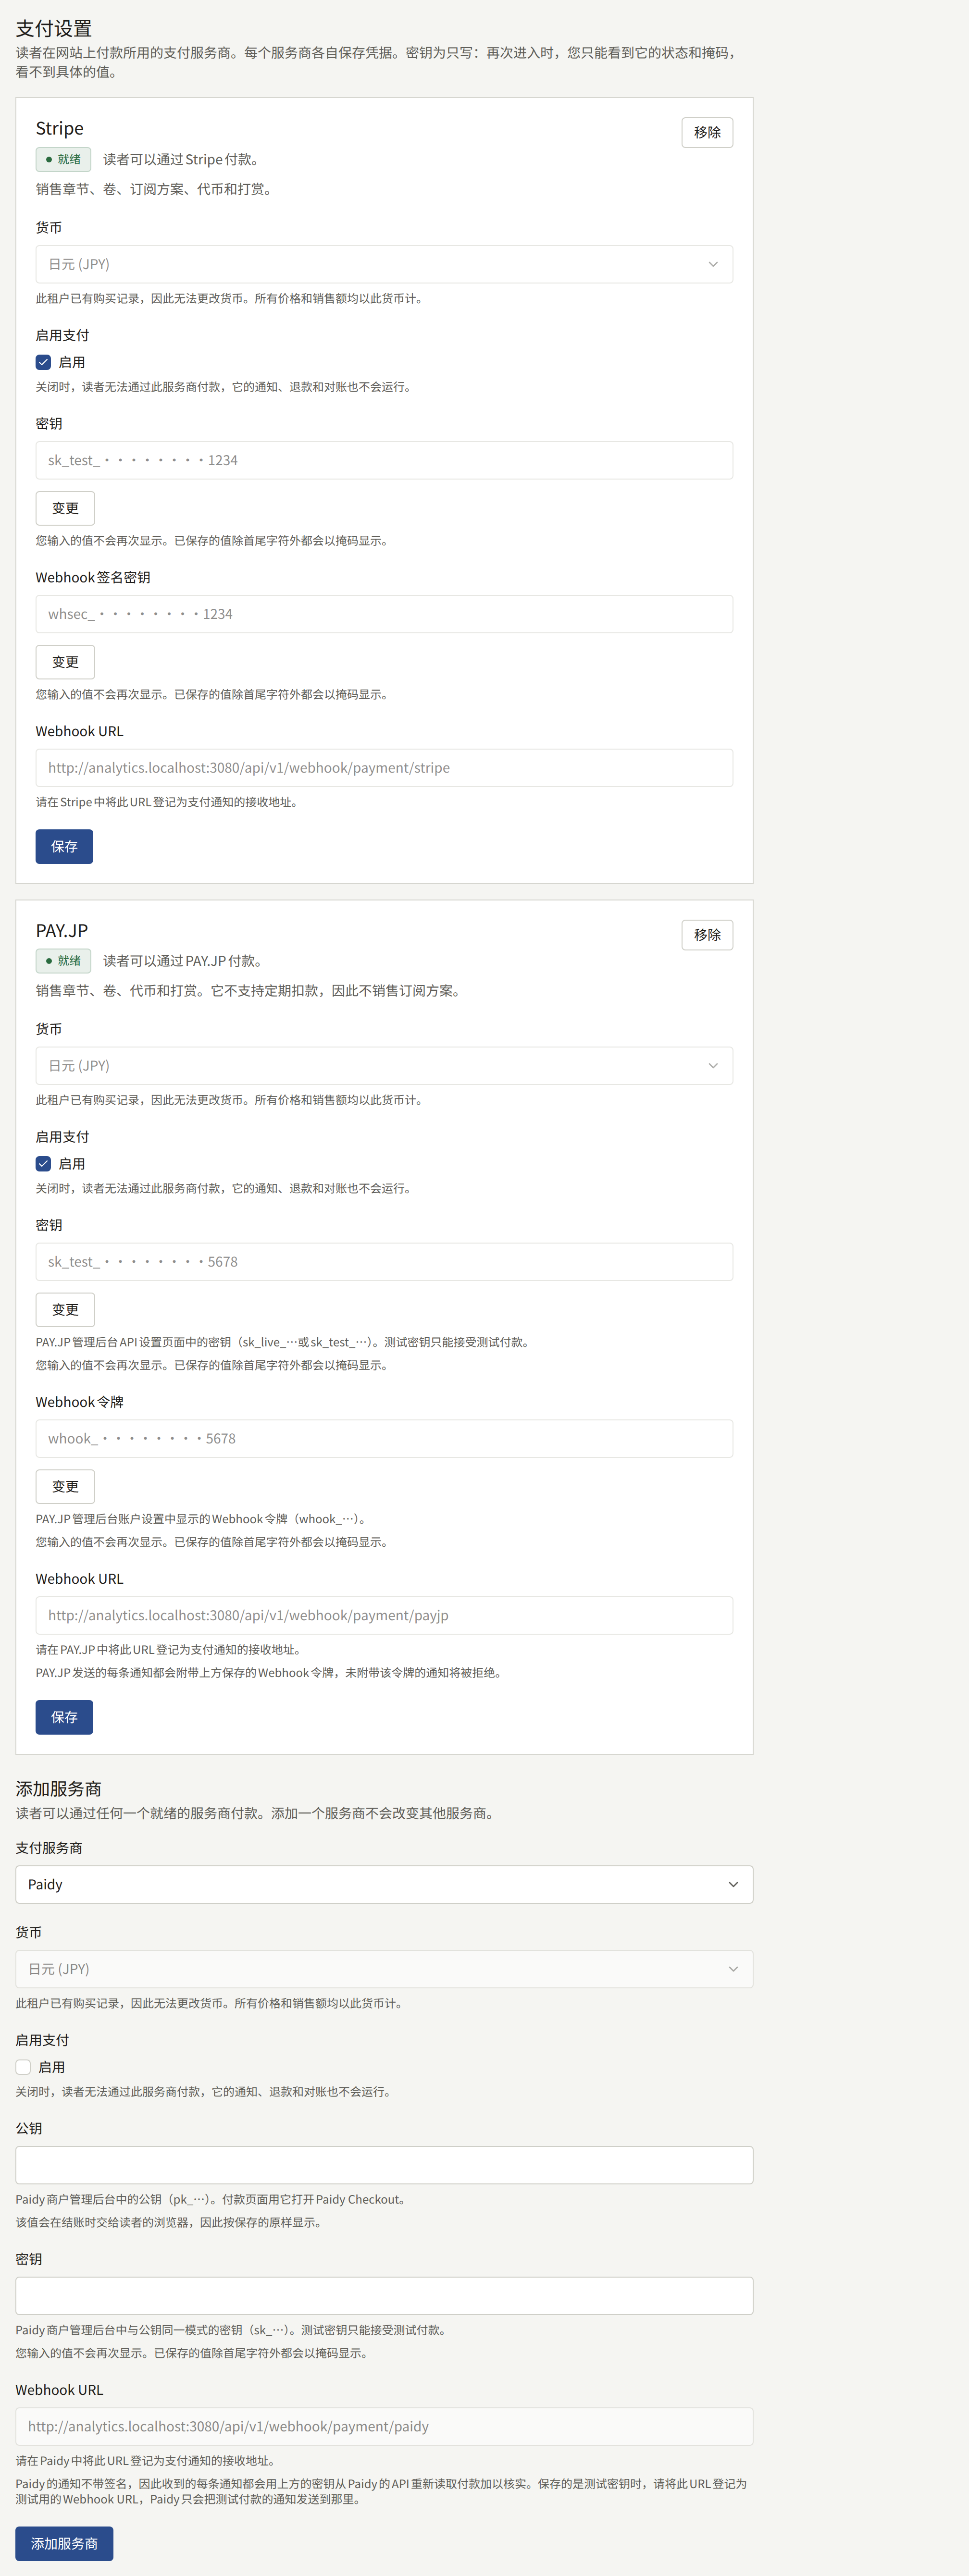 支付设置
读者在网站上付款所用的支付服务商。每个服务商各自保存凭据。密钥为只写：再次进入时，您只能看到它的状态和掩码，
看不到具体的值。
Stripe
移除
就绪 读者可以通过 Stripe 付款。
销售章节、卷、订阅方案、代币和打赏。
货币
日元 (JPY)
此租户已有购买记录，因此无法更改货币。所有价格和销售额均以此货币计。
启用支付
启用
关闭时，读者无法通过此服务商付款，它的通知、退款和对账也不会运行。
密钥
sk_test_・・・・・・・・1234
变更
您输入的值不会再次显示。已保存的值除首尾字符外都会以掩码显示。
Webhook 签名密钥
whsec_・・・・・・・・1234
变更
您输入的值不会再次显示。已保存的值除首尾字符外都会以掩码显示。
Webhook URL
http://analytics.localhost:3080/api/v1/webhook/payment/stripe
请在 Stripe 中将此 URL 登记为支付通知的接收地址。
保存
PAY.JP
移除
就绪 读者可以通过 PAY.JP 付款。
销售章节、卷、代币和打赏。它不支持定期扣款，因此不销售订阅方案。
货币
日元 (JPY)
此租户已有购买记录，因此无法更改货币。所有价格和销售额均以此货币计。
启用支付
启用
关闭时，读者无法通过此服务商付款，它的通知、退款和对账也不会运行。
密钥
sk_test_・・・・・・・・5678
变更
PAY.JP 管理后台 API 设置页面中的密钥（sk_live_…或 sk_test_…）。测试密钥只能接受测试付款。
您输入的值不会再次显示。已保存的值除首尾字符外都会以掩码显示。
Webhook 令牌
whook_・・・・・・・・5678
变更
PAY.JP 管理后台账户设置中显示的 Webhook 令牌（whook_…）。
您输入的值不会再次显示。已保存的值除首尾字符外都会以掩码显示。
Webhook URL
http://analytics.localhost:3080/api/v1/webhook/payment/payjp
请在 PAY.JP 中将此 URL 登记为支付通知的接收地址。
PAY.JP 发送的每条通知都会附带上方保存的 Webhook 令牌，未附带该令牌的通知将被拒绝。
保存
添加服务商
读者可以通过任何一个就绪的服务商付款。添加一个服务商不会改变其他服务商。
支付服务商
Paidy
货币
日元 (JPY)
此租户已有购买记录，因此无法更改货币。所有价格和销售额均以此货币计。
启用支付
启用
关闭时，读者无法通过此服务商付款，它的通知、退款和对账也不会运行。
公钥
Paidy 商户管理后台中的公钥（pk_…）。付款页面用它打开 Paidy Checkout。
该值会在结账时交给读者的浏览器，因此按保存的原样显示。
密钥
Paidy 商户管理后台中与公钥同一模式的密钥（sk_…）。测试密钥只能接受测试付款。
您输入的值不会再次显示。已保存的值除首尾字符外都会以掩码显示。
Webhook URL
http://analytics.localhost:3080/api/v1/webhook/payment/paidy
请在 Paidy 中将此 URL 登记为支付通知的接收地址。
Paidy 的通知不带签名，因此收到的每条通知都会用上方的密钥从 Paidy 的 API 重新读取付款加以核实。保存的是测试密钥时，请将此 URL 登记为
测试用的 Webhook URL，Paidy 只会把测试付款的通知发送到那里。
添加服务商